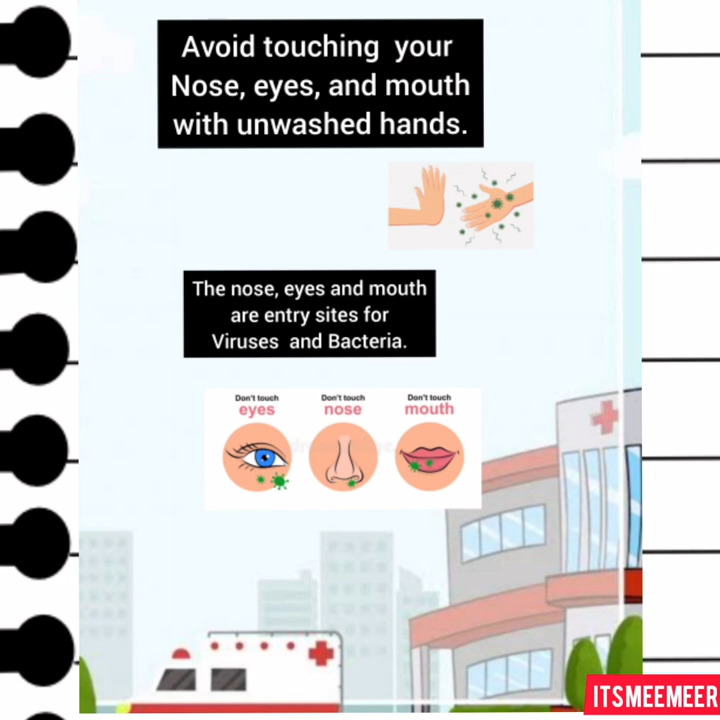 Avoid touching your
Nose, eyes, and mouth
with unwashed hands.
The nose, eyes and mouth
are entry sites for
Viruses and Bacteria.
Don't touch
eyes
Don't touch
nose
Don't touch
mouth
ITSMEEMEER